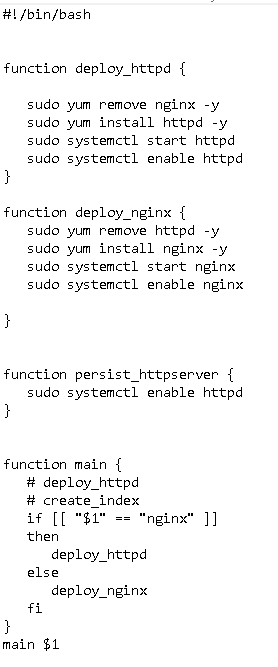 #!/bin/bash
function deploy_httpd {
sudo yum remove nginx -y
sudo yum install httpd -y
sudo systemctl start httpd
sudo systemctl enable httpd
}
function deploy_nginx {
sudo yum remove httpd -y
sudo yum install nginx -y
sudo systemctl start nginx
sudo systemctl enable nginx
}
function persist_httpserver {
sudo systemctl enable httpd
}
function main {
# deploy_httpd
# create_index
if [[ "$1" == "nginx" ]]
then
deploy_httpd
else
deploy_nginx
fi
}
main $1